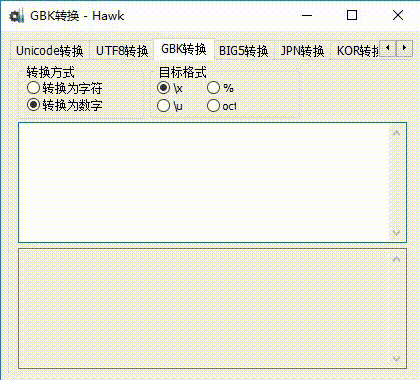 GBK转换 - Hawk
Unicode转换 UTF8转换 GBK转换 BIG5转换 JPN转换 KOR转换
转换方式 目标格式
转换为字符 \x %
转换为数字 \u oct